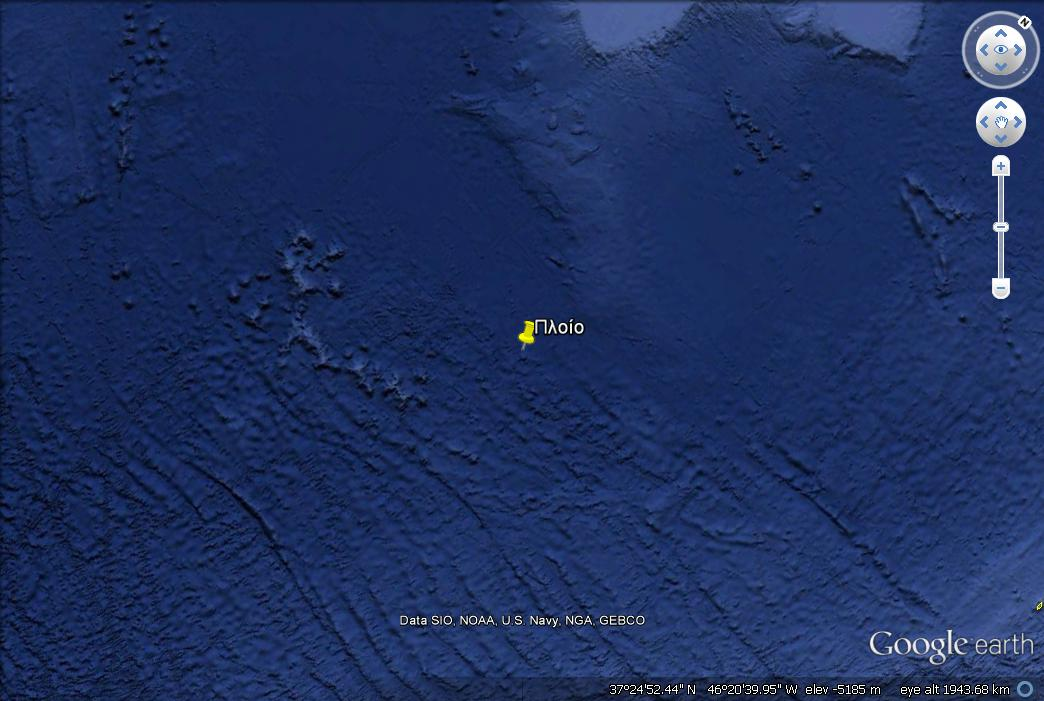 N
Πλοίο
Data SIO, NOAA, U.S. Navy, NGA, GEBCO
Google earth
37°24'52.44" N 46°20'39.95" W elev -5185 m eye alt 1943.68 km